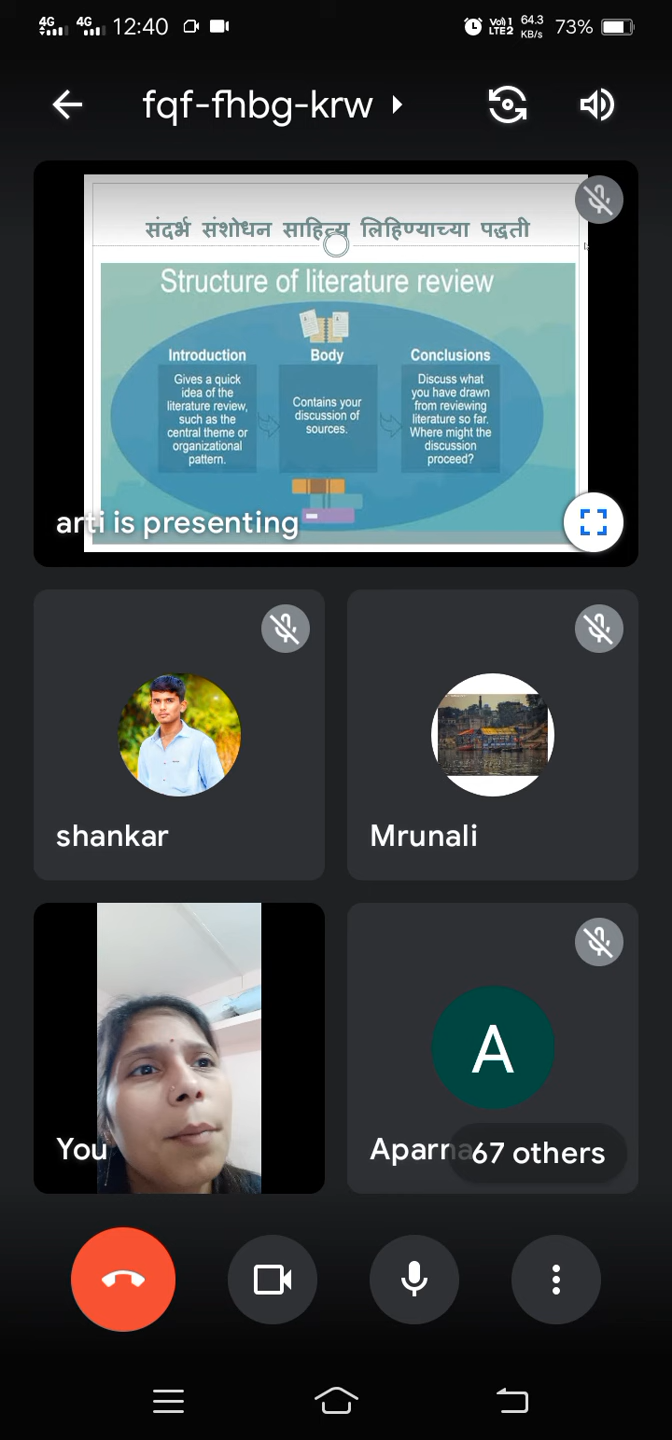 4G 4G 12:40 Vo) 1 LTE2 64.3 KB/s 73%
fqf-fhbg-krw
संदर्भ संशोधन साहित्य लिहिण्याच्या पद्धती
Structure of literature review
Introduction
Gives a quick
idea of the
literature review,
such as the
central theme or
organizational
pattern.
Body
Contains your
discussion of
sources.
Conclusions
Discuss what
you have drawn
from reviewing
literature so far.
Where might the
discussion
proceed?
arti is presenting
shankar
Mrunali
You
A
Aparna
67 others